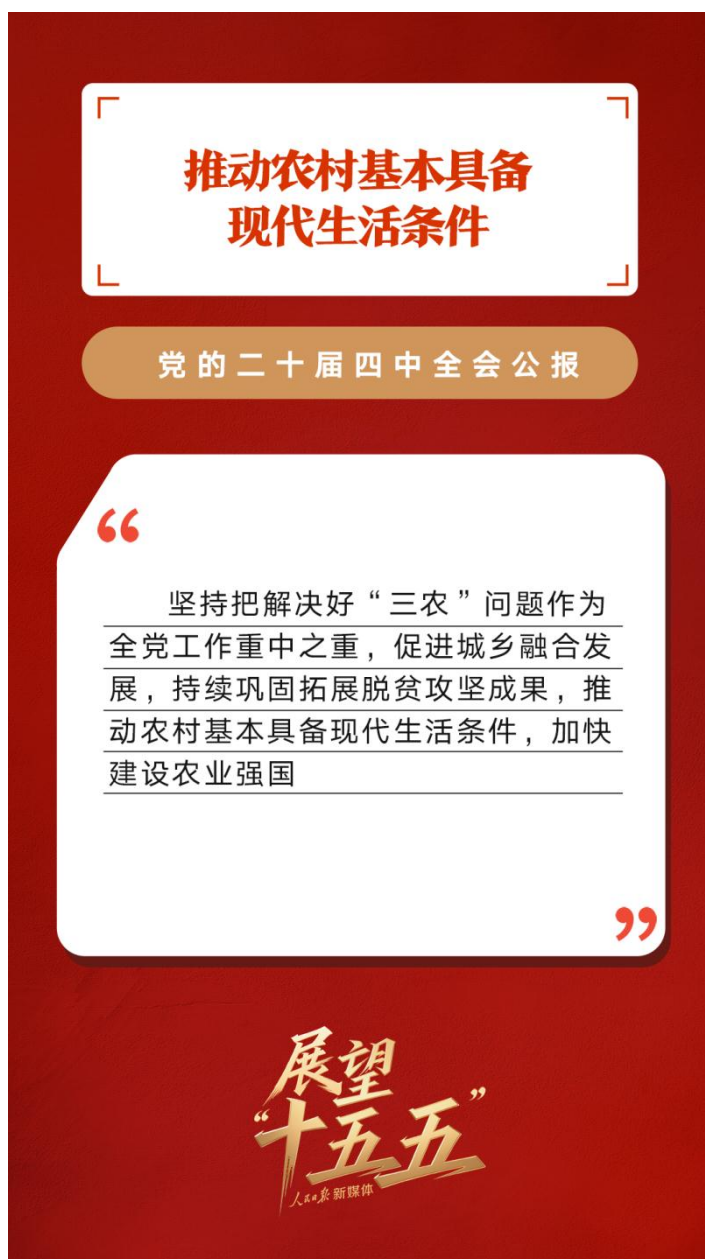 推动农村基本具备
现代生活条件
党的二十届四中全会公报
“
坚持把解决好“三农”问题作为
全党工作重中之重，促进城乡融合发
展，持续巩固拓展脱贫攻坚成果，推
动农村基本具备现代生活条件，加快
建设农业强国
”
展望
“十五五”
人民日报 新媒体